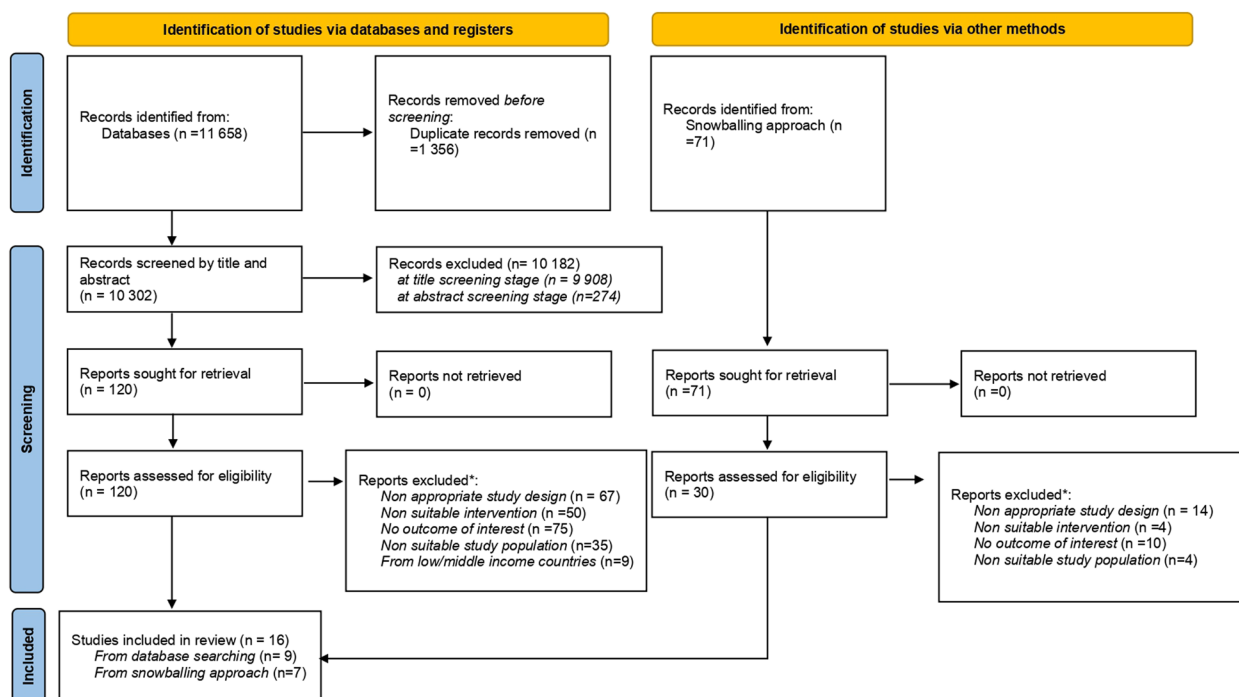 Identification of studies via databases and registers
Identification of studies via other methods
Identification
Records identified from:
Databases (n =11 658)
Records removed before
screening:
Duplicate records removed (n
=1 356)
Records identified from:
Snowballing approach (n
=71)
Screening
Records screened by title and
abstract
(n = 10 302)
Records excluded (n= 10 182)
at title screening stage (n = 9 908)
at abstract screening stage (n=274)
Reports sought for retrieval
(n = 120)
Reports not retrieved
(n = 0)
Reports sought for retrieval
(n =71)
Reports not retrieved
(n =0)
Reports assessed for eligibility
(n = 120)
Reports excluded*:
Non appropriate study design (n = 67)
Non suitable intervention (n =50)
No outcome of interest (n =75)
Non suitable study population (n=35)
From low/middle income countries (n=9)
Reports assessed for eligibility
(n = 30)
Reports excluded*:
Non appropriate study design (n = 14)
Non suitable intervention (n =4)
No outcome of interest (n =10)
Non suitable study population (n=4)
Included
Studies included in review (n = 16)
From database searching (n= 9)
From snowballing approach (n=7)